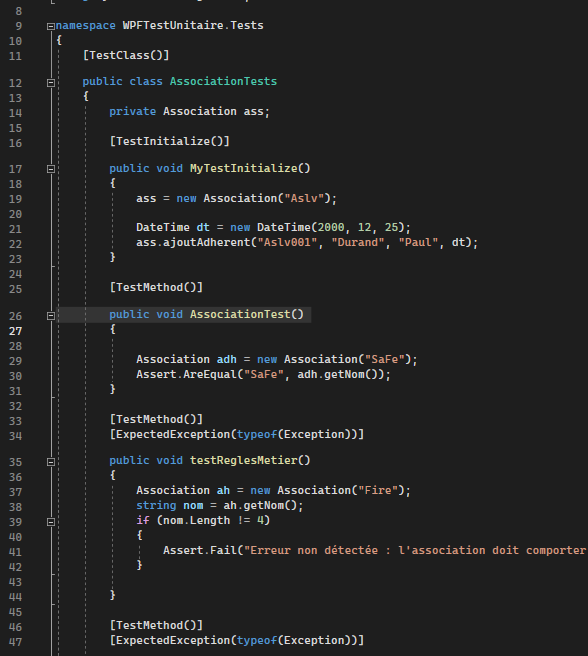 8
9 namespace WPFTestUnitaire.Tests
10 {
11 [TestClass()]
12 public class AssociationTests
13 {
14 private Association ass;
15
16 [TestInitialize()]
17 public void MyTestInitialize()
18 {
19 ass = new Association("Aslv");
20
21 DateTime dt = new DateTime(2000, 12, 25);
22 ass.ajoutAdherent("Aslv001", "Durand", "Paul", dt);
23 }
24
25 [TestMethod()]
26 public void AssociationTest()
27 {
28
29 Association adh = new Association("SaFe");
30 Assert.AreEqual("SaFe", adh.getNom());
31 }
32
33 [TestMethod()]
34 [ExpectedException(typeof(Exception))]
35 public void testReglesMetier()
36 {
37 Association ah = new Association("Fire");
38 string nom = ah.getNom();
39 if (nom.Length != 4)
40 {
41 Assert.Fail("Erreur non détectée : l'association doit comporter
42 }
43
44 }
45
46 [TestMethod()]
47 [ExpectedException(typeof(Exception))]